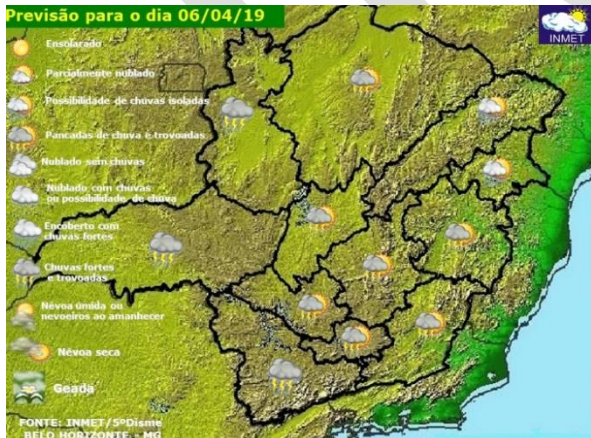 Previsão para o dia 06/04/19
INMET
Ensolarado
Parcialmente nublado
Possibilidade de chuvas isoladas
Pancadas de chuva e trovoadas
Nublado sem chuvas
Nublado com chuvas
ou possibilidade de chuva
Encoberto com
chuvas fortes
Chuvas fortes
e trovoadas
Névoa úmida ou
nevoeiros ao amanhecer
Névoa seca
Geada
FONTE: INMET/5ºDisme
BELO HORIZONTE - MG